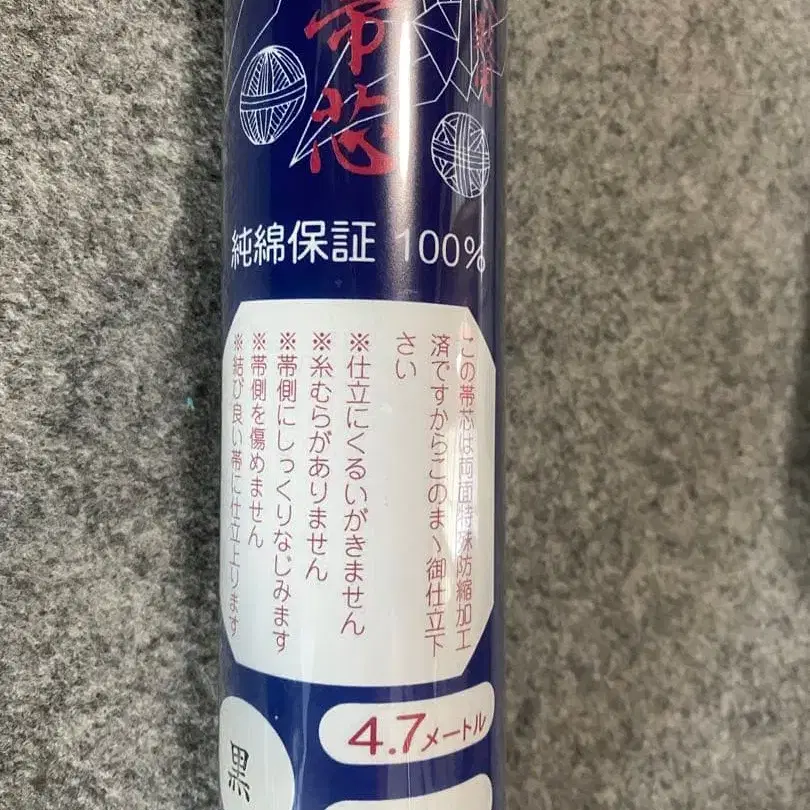 帯芯
純綿保証 100%
この帯芯は両面特殊防縮加工
済ですからこのまゝ御仕立下
さい
※仕立にくるいがきません
※糸むらがありません
※帯側にしっくりなじみます
※帯側を傷めません
※結び良い帯に仕立上ります
4.7メートル
黒